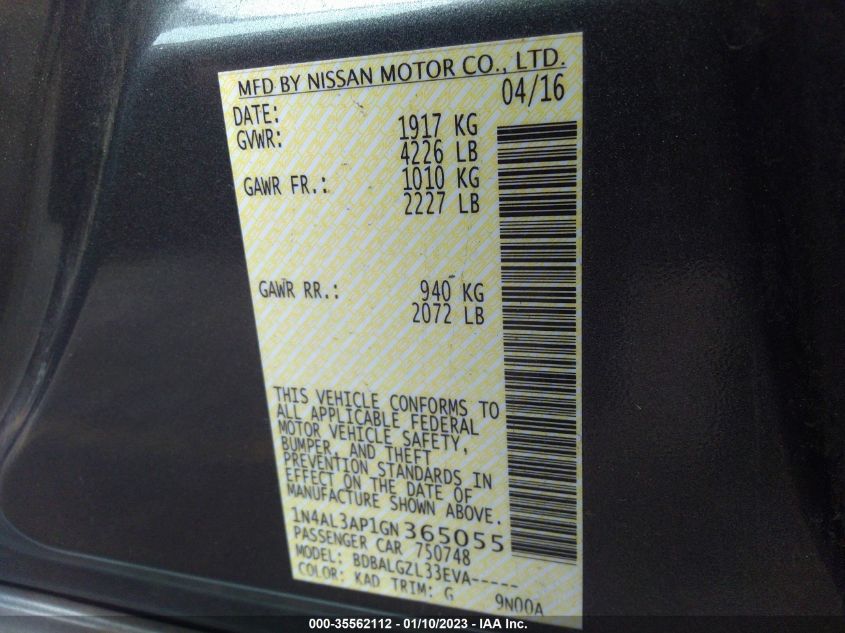 MFD BY NISSAN MOTOR CO., LTD.
DATE: 04/16
GVWR: 1917 KG
4226 LB
GAWR FR.: 1010 KG
2227 LB
GAWR RR.: 940 KG
2072 LB
THIS VEHICLE CONFORMS TO
ALL APPLICABLE FEDERAL
MOTOR VEHICLE SAFETY,
BUMPER, AND THEFT
PREVENTION STANDARDS IN
EFFECT ON THE DATE OF
MANUFACTURE SHOWN ABOVE.
1N4AL3AP1GN365055
PASSENGER CAR 750748
MODEL: BDBALGZL33EVA-----
COLOR: KAD TRIM: G 9N00A
000-35562112 - 01/10/2023 - IAA Inc.